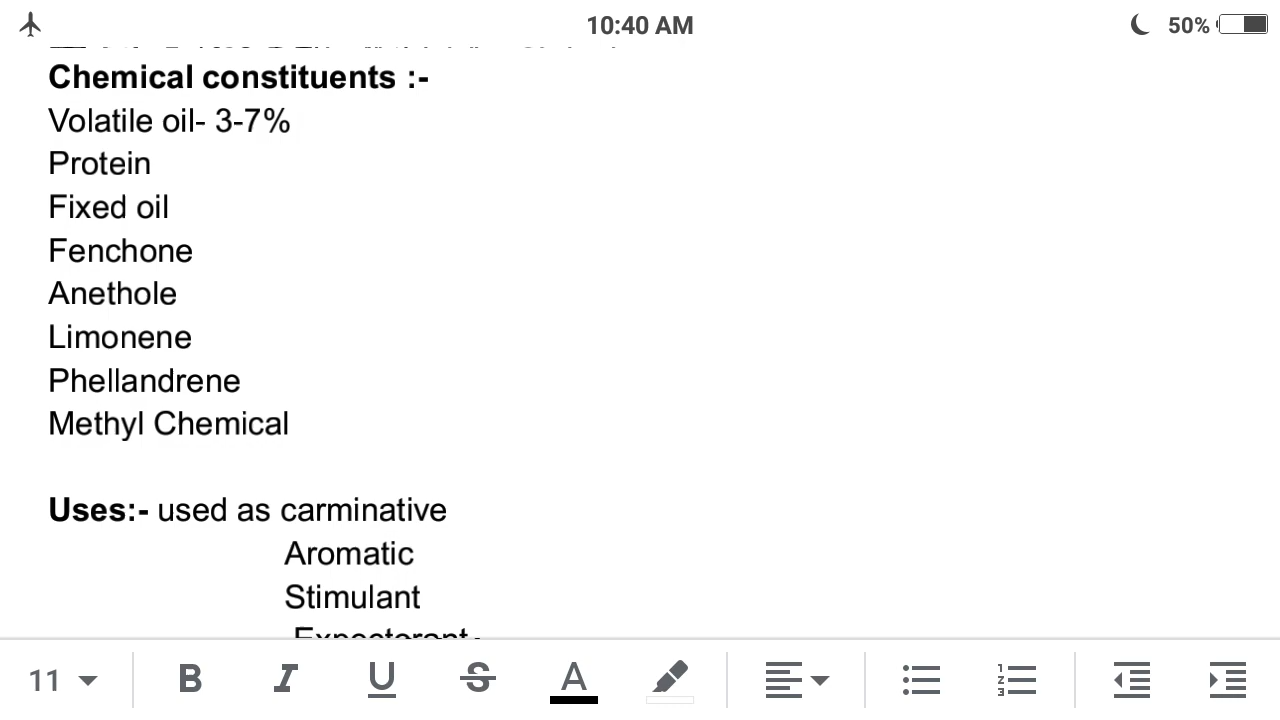 10:40 AM
50%
Chemical constituents :-
Volatile oil- 3-7%
Protein
Fixed oil
Fenchone
Anethole
Limonene
Phellandrene
Methyl Chemical
Uses:- used as carminative
Aromatic
Stimulant
Expectorant
11
B I U S A